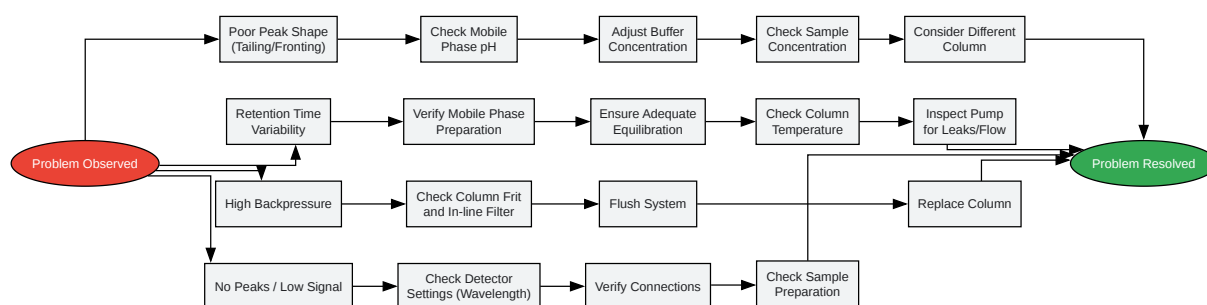 Problem Observed
Poor Peak Shape
(Tailing/Fronting)
Check Mobile
Phase pH
Adjust Buffer
Concentration
Check Sample
Concentration
Consider Different
Column
Retention Time
Variability
Verify Mobile Phase
Preparation
Ensure Adequate
Equilibration
Check Column
Temperature
Inspect Pump
for Leaks/Flow
High Backpressure
Check Column Frit
and In-line Filter
Flush System
Replace Column
No Peaks / Low Signal
Check Detector
Settings (Wavelength)
Verify Connections
Check Sample
Preparation
Problem Resolved